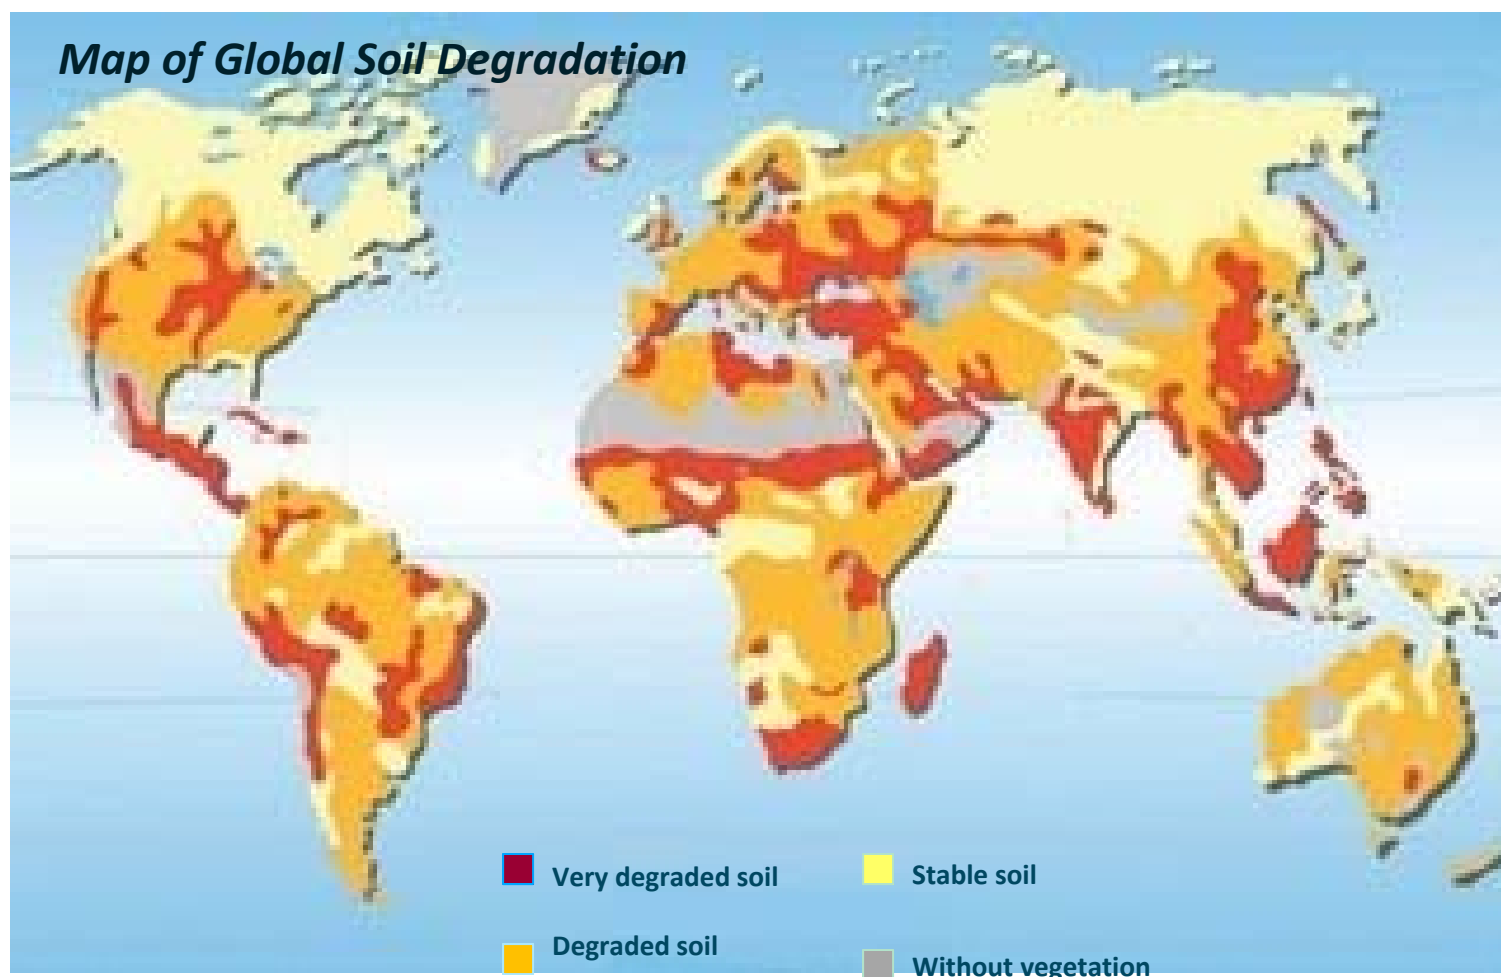 Map of Global Soil Degradation
Very degraded soil
Stable soil
Degraded soil
Without vegetation